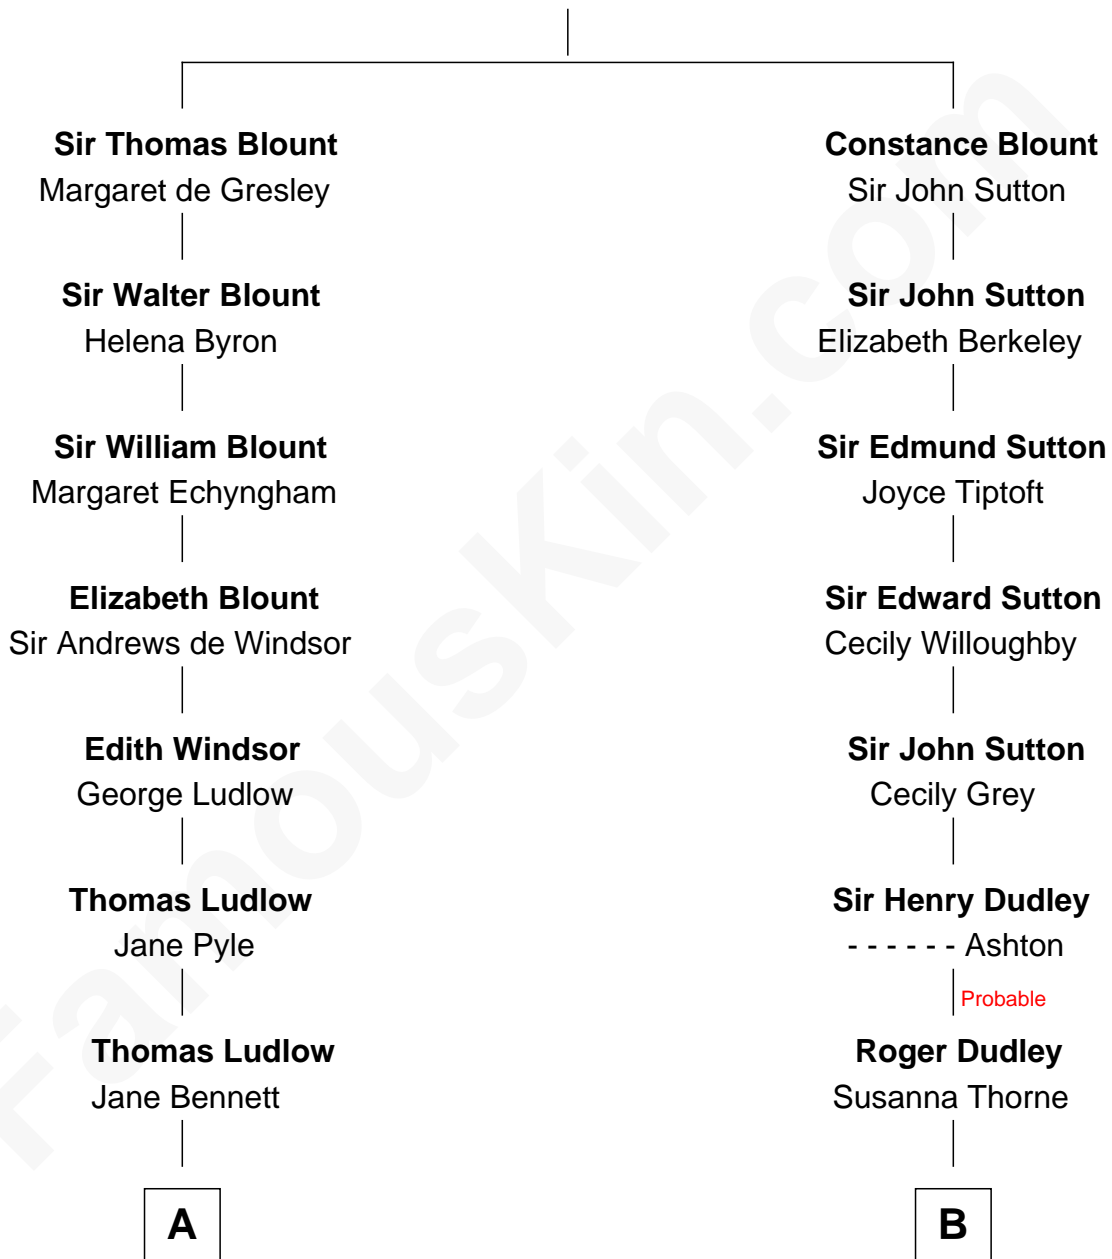 Sir Thomas Blount
Margaret de Gresley
Sir Walter Blount
Helena Byron
Sir William Blount
Margaret Echyngham
Elizabeth Blount
Sir Andrews de Windsor
Edith Windsor
George Ludlow
Thomas Ludlow
Jane Pyle
Thomas Ludlow
Jane Bennett
A
Constance Blount
Sir John Sutton
Sir John Sutton
Elizabeth Berkeley
Sir Edmund Sutton
Joyce Tiptoft
Sir Edward Sutton
Cecily Willoughby
Sir John Sutton
Cecily Grey
Sir Henry Dudley
- - - - - - Ashton
Probable
Roger Dudley
Susanna Thorne
B
FamousKin.com